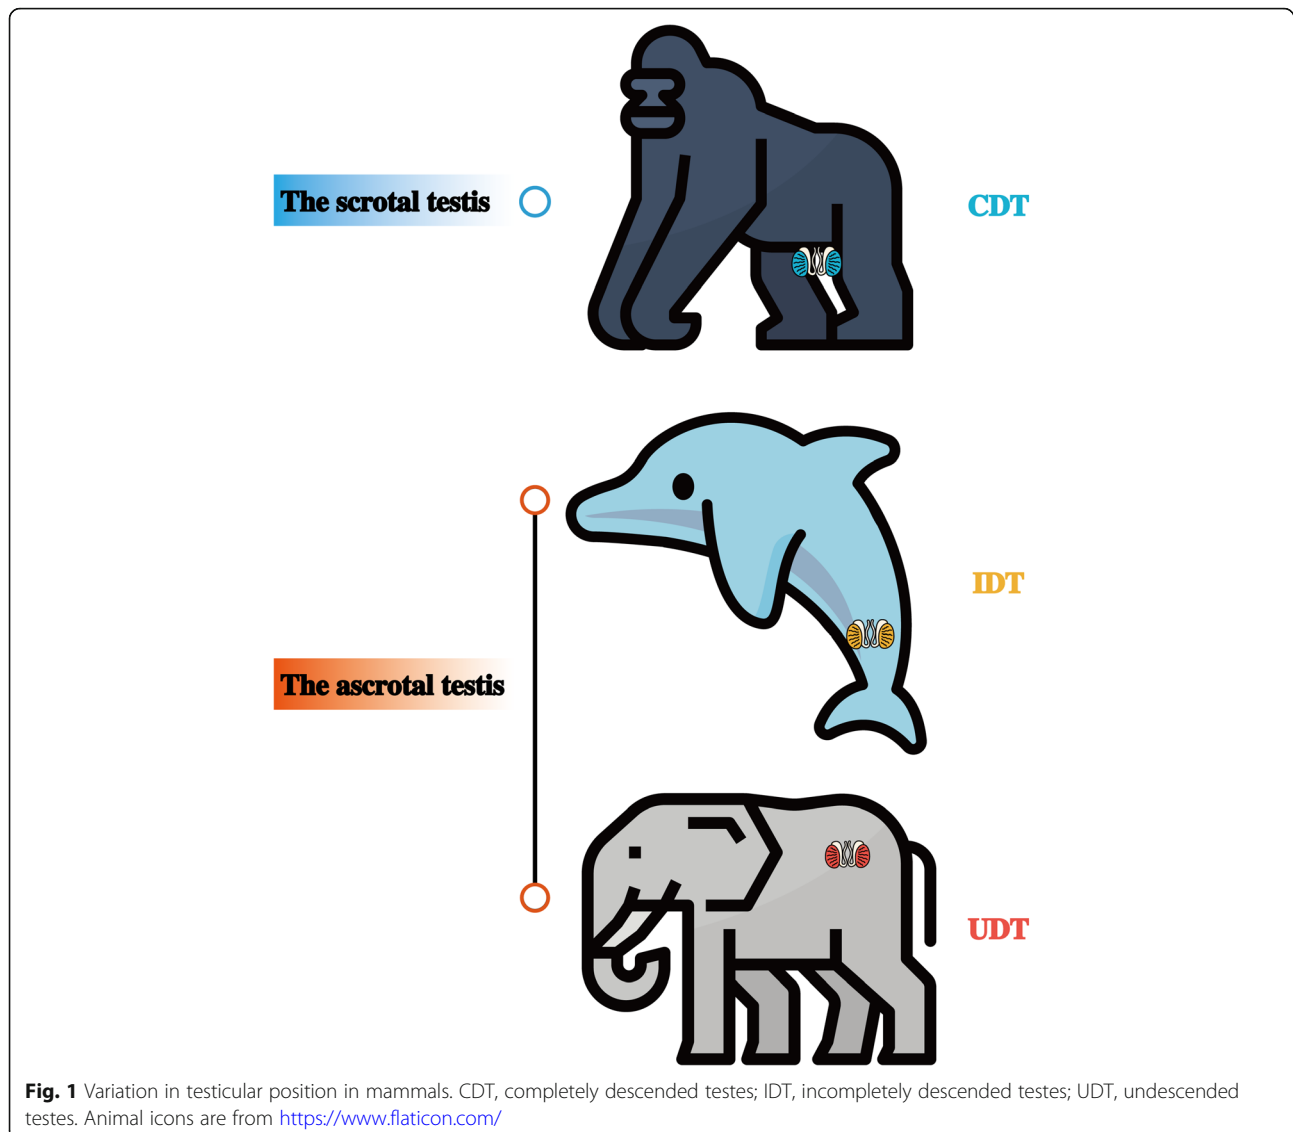 The scrotal testis
CDT
IDT
The ascrotal testis
UDT
Fig. 1 Variation in testicular position in mammals. CDT, completely descended testes; IDT, incompletely descended testes; UDT, undescended
testes. Animal icons are from https://www.flaticon.com/